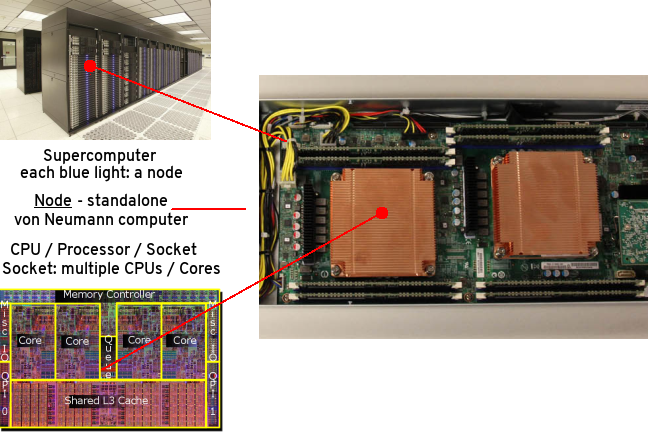 Supercomputer
each blue light: a node
Node - standalone
von Neumann computer
CPU / Processor / Socket
Socket: multiple CPUs / Cores
Memory Controller
Misc IO
Core
Core
Queue
Core
Core
Misc IO
QPI 0
Shared L3 Cache
QPI 1